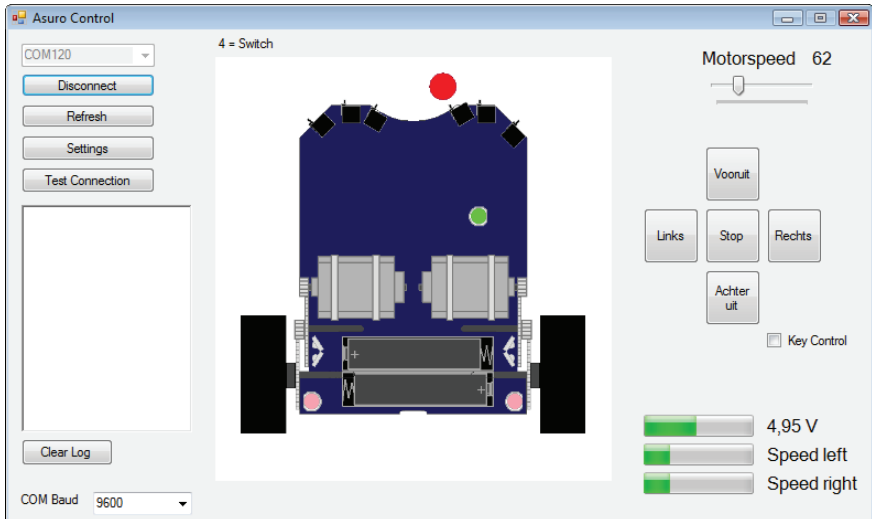 Asuro Control
COM120
Disconnect
Refresh
Settings
Test Connection
Clear Log
COM Baud 9600
4 = Switch
Motorspeed 62
Vooruit
Links Stop Rechts
Achter
uit
Key Control
4,95 V
Speed left
Speed right